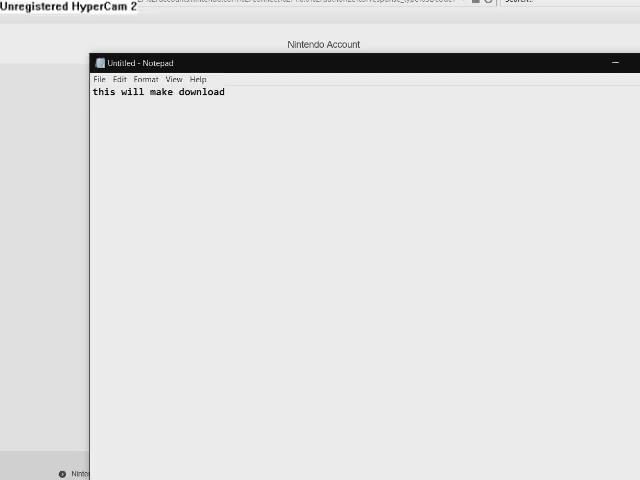 Unregistered HyperCam 2
Nintendo Account
Untitled - Notepad
File Edit Format View Help
this will make download